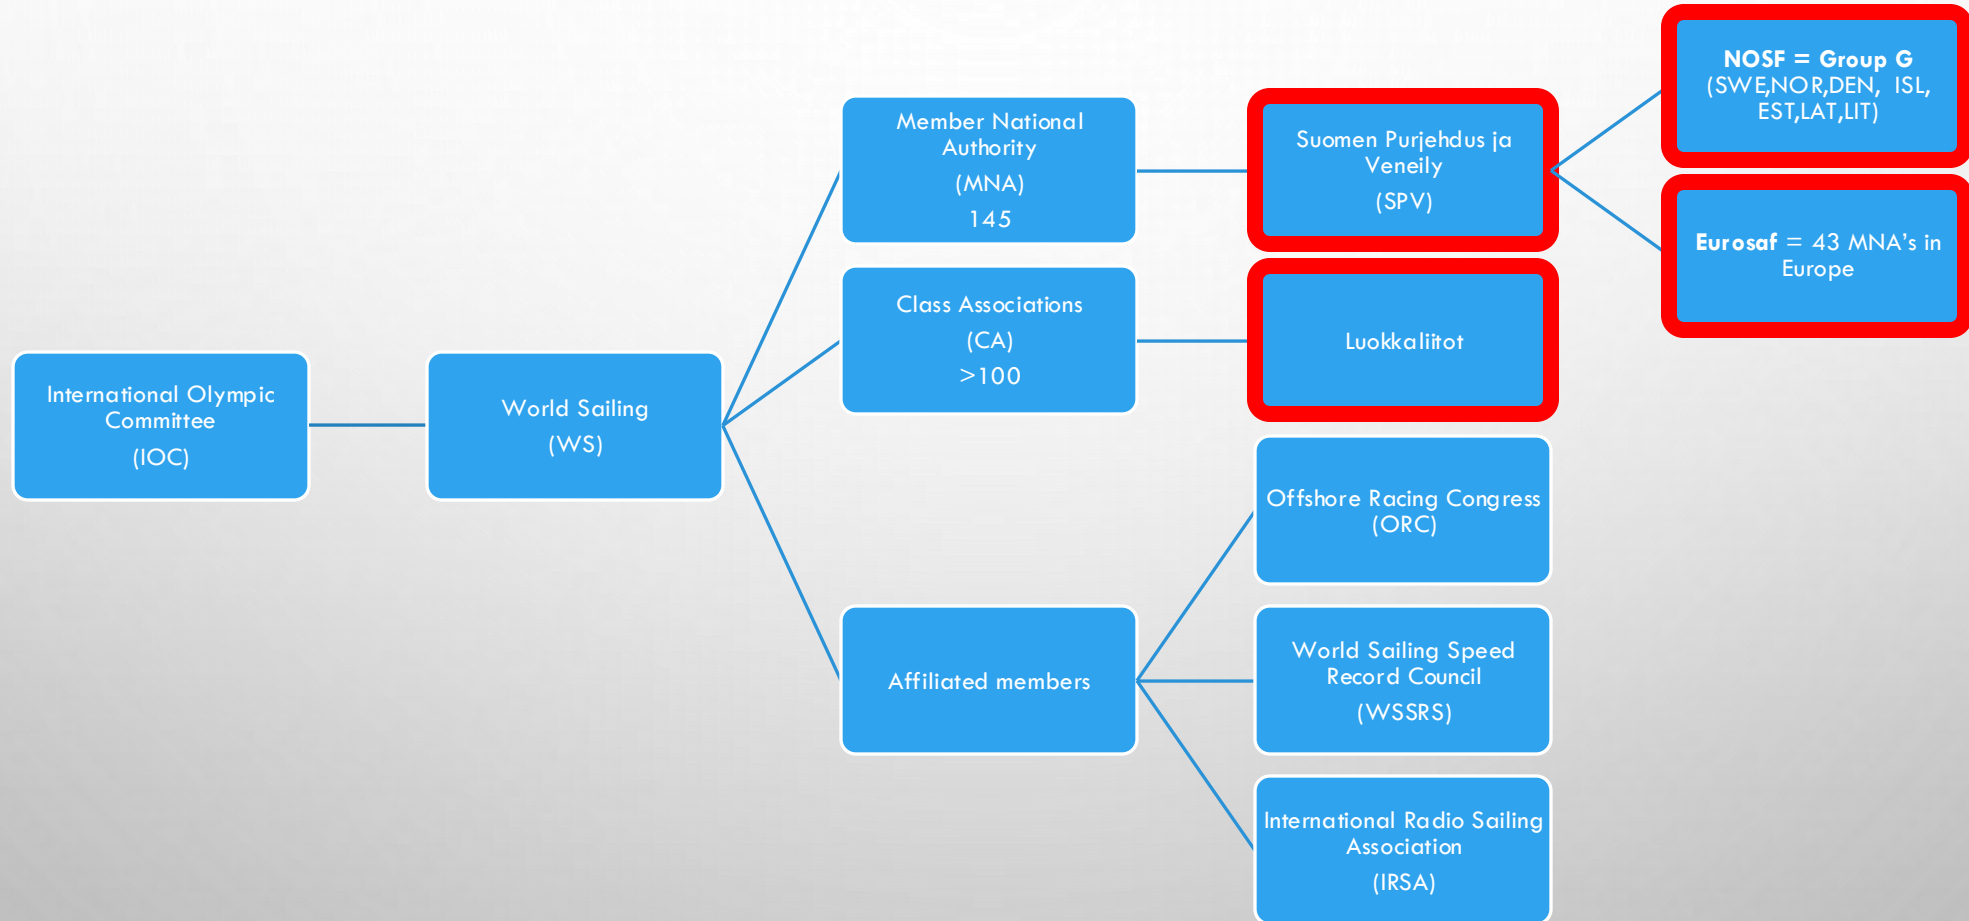 International Olympic
Committee
(IOC)
World Sailing
(WS)
Member National
Authority
(MNA)
145
Suomen Purjehdus ja
Veneily
(SPV)
NOSF = Group G
(SWE,NOR,DEN, ISL,
EST,LAT,LIT)
Eurosaf = 43 MNA's in
Europe
Class Associations
(CA)
>100
Luokkaliitot
Affiliated members
Offshore Racing Congress
(ORC)
World Sailing Speed
Record Council
(WSSRS)
International Radio Sailing
Association
(IRSA)